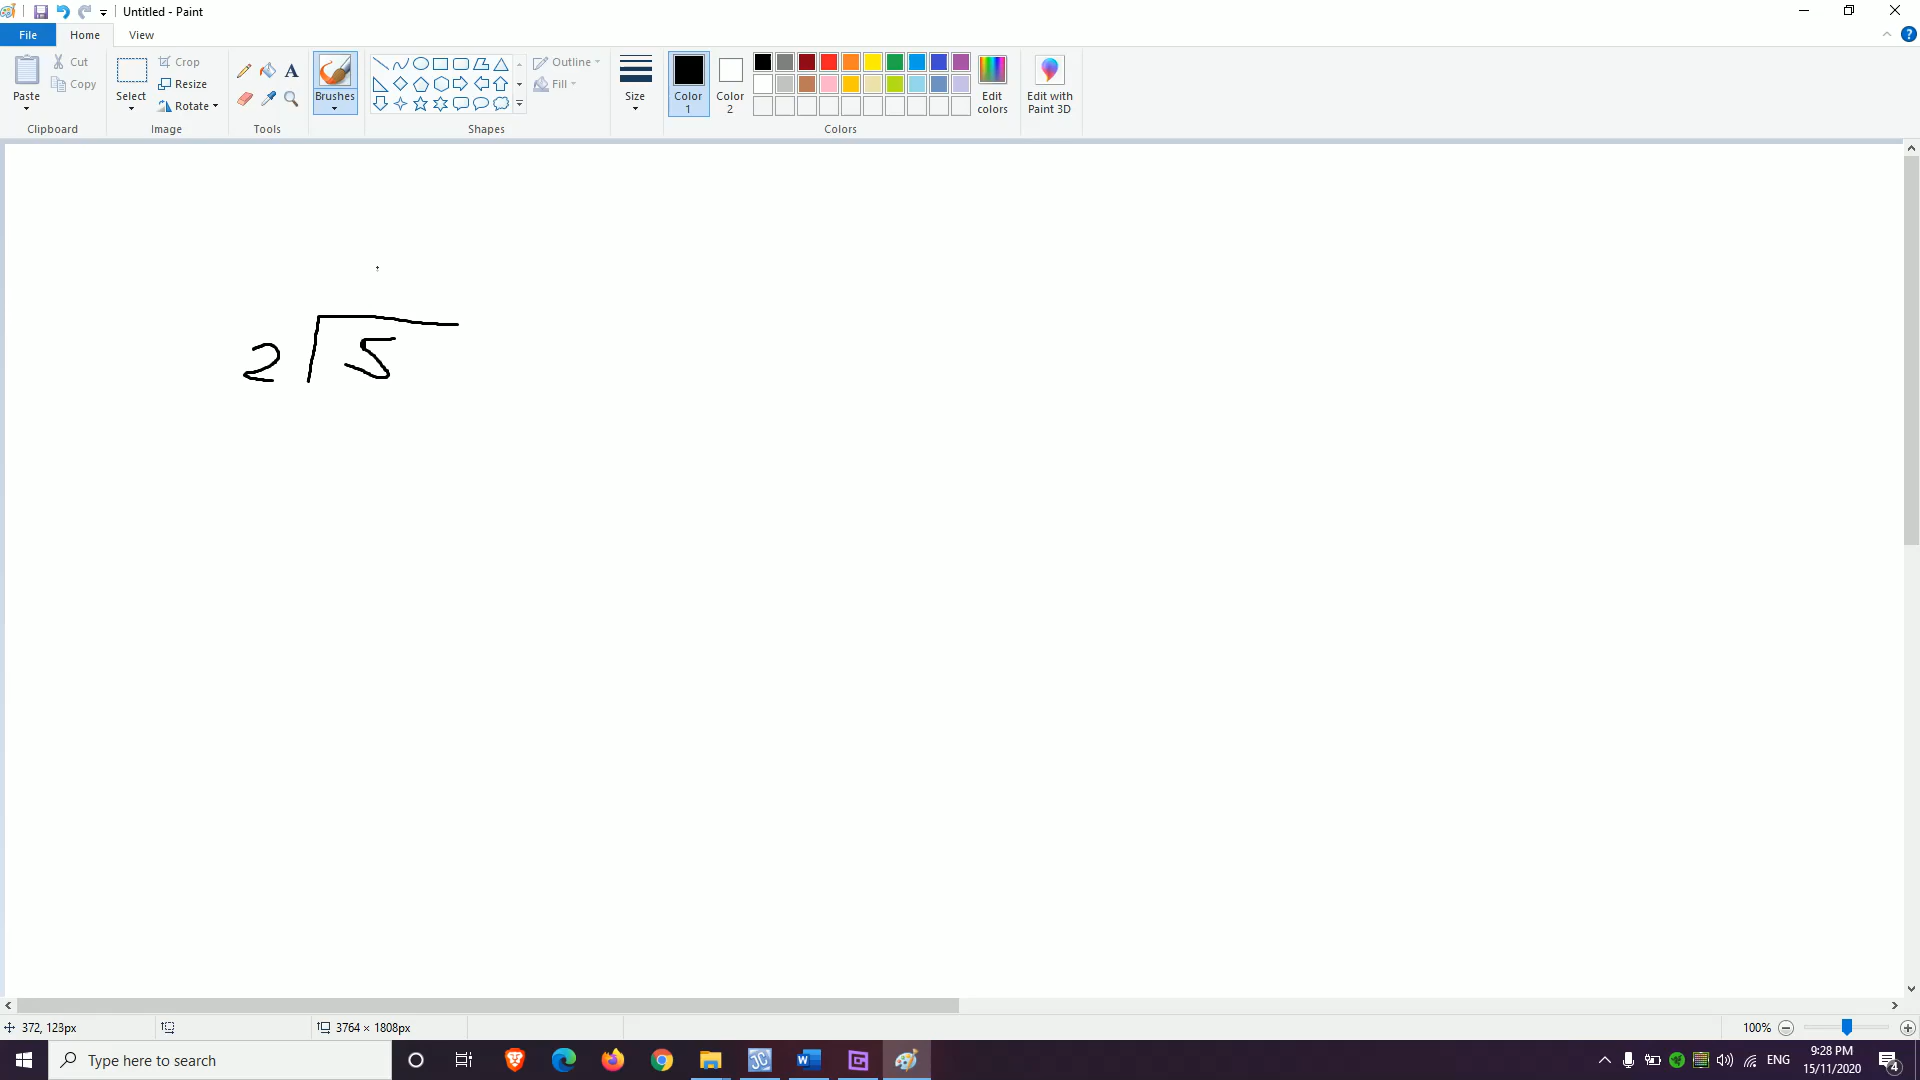 Untitled - Paint
File Home View
Paste
Cut
Copy
Clipboard
Select
Crop
Resize
Rotate
Image
Tools
Brushes
Shapes
Outline
Fill
Size
Color 1
Color 2
Edit colors
Colors
Edit with Paint 3D
2 5
372, 123px
3764 × 1808px
100%
Type here to search
JC
W
ENG
9:28 PM
15/11/2020
4